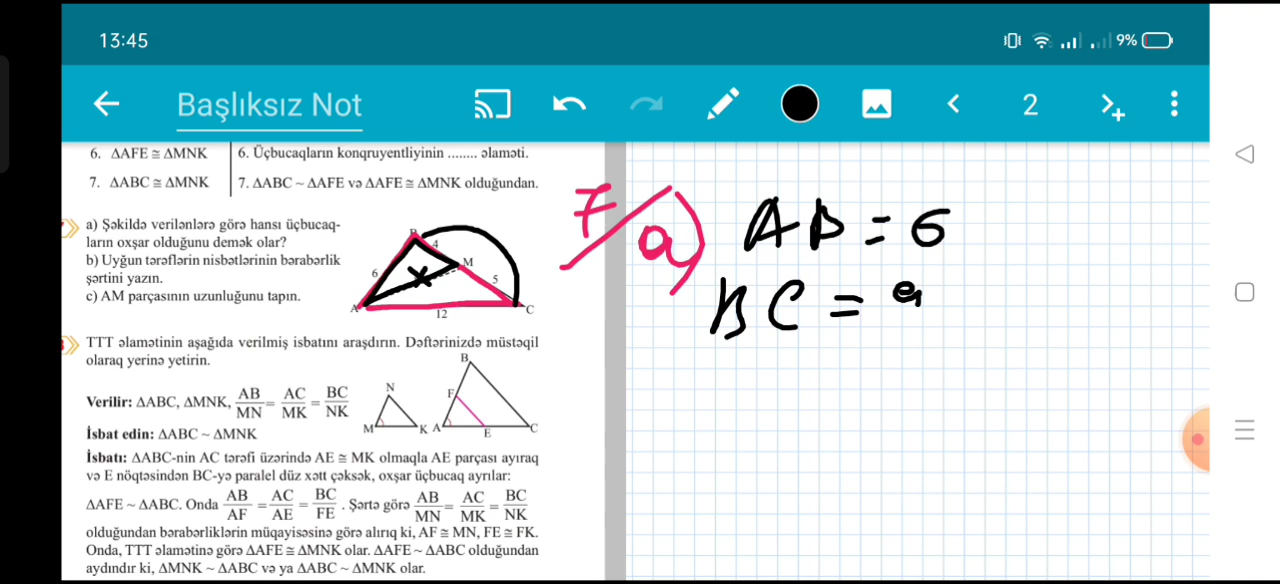 13:45
9%
Başlıksız Not
2
6. ΔAFE ≅ ΔMNK
6. Üçbucaqların konqruyentliyinin ........ əlaməti.
7. ΔABC ≅ ΔMNK
7. ΔABC ~ ΔAFE və ΔAFE ≅ ΔMNK olduğundan.
a) Şəkildə verilənlərə görə hansı üçbucaq-
ların oxşar olduğunu demək olar?
b) Uyğun tərəflərin nisbətlərinin bərabərlik
şərtini yazın.
c) AM parçasının uzunluğunu tapın.
B
4
M
6
x
5
A
12
C
TTT əlamətinin aşağıda verilmiş isbatını araşdırın. Dəftərinizdə müstəqil
olaraq yerinə yetirin.
Verilir: ΔABC, ΔMNK, AB/MN = AC/MK = BC/NK
İsbat edin: ΔABC ~ ΔMNK
N
M
K
B
F
A
E
C
İsbatı: ΔABC-nin AC tərəfi üzərində AE ≅ MK olmaqla AE parçası ayıraq
və E nöqtəsindən BC-yə paralel düz xətt çəksək, oxşar üçbucaq ayrılar:
ΔAFE ~ ΔABC. Onda AB/AF = AC/AE = BC/FE . Şərtə görə AB/MN = AC/MK = BC/NK
olduğundan bərabərliklərin müqayisəsinə görə alırıq ki, AF ≅ MN, FE ≅ FK.
Onda, TTT əlamətinə görə ΔAFE ≅ ΔMNK olar. ΔAFE ~ ΔABC olduğundan
aydındır ki, ΔMNK ~ ΔABC və ya ΔABC ~ ΔMNK olar.
7/a) AB = 6
BC = 9